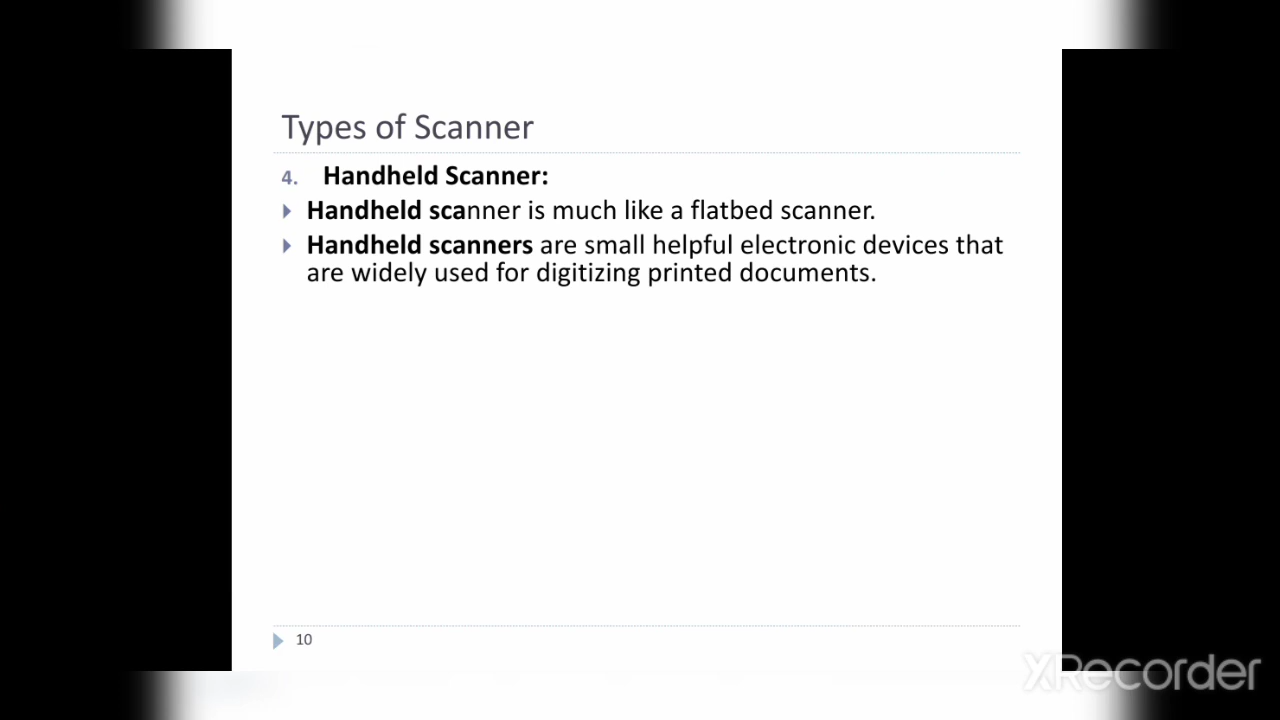 Types of Scanner
4. Handheld Scanner:
Handheld scanner is much like a flatbed scanner.
Handheld scanners are small helpful electronic devices that
are widely used for digitizing printed documents.
10
XRecorder